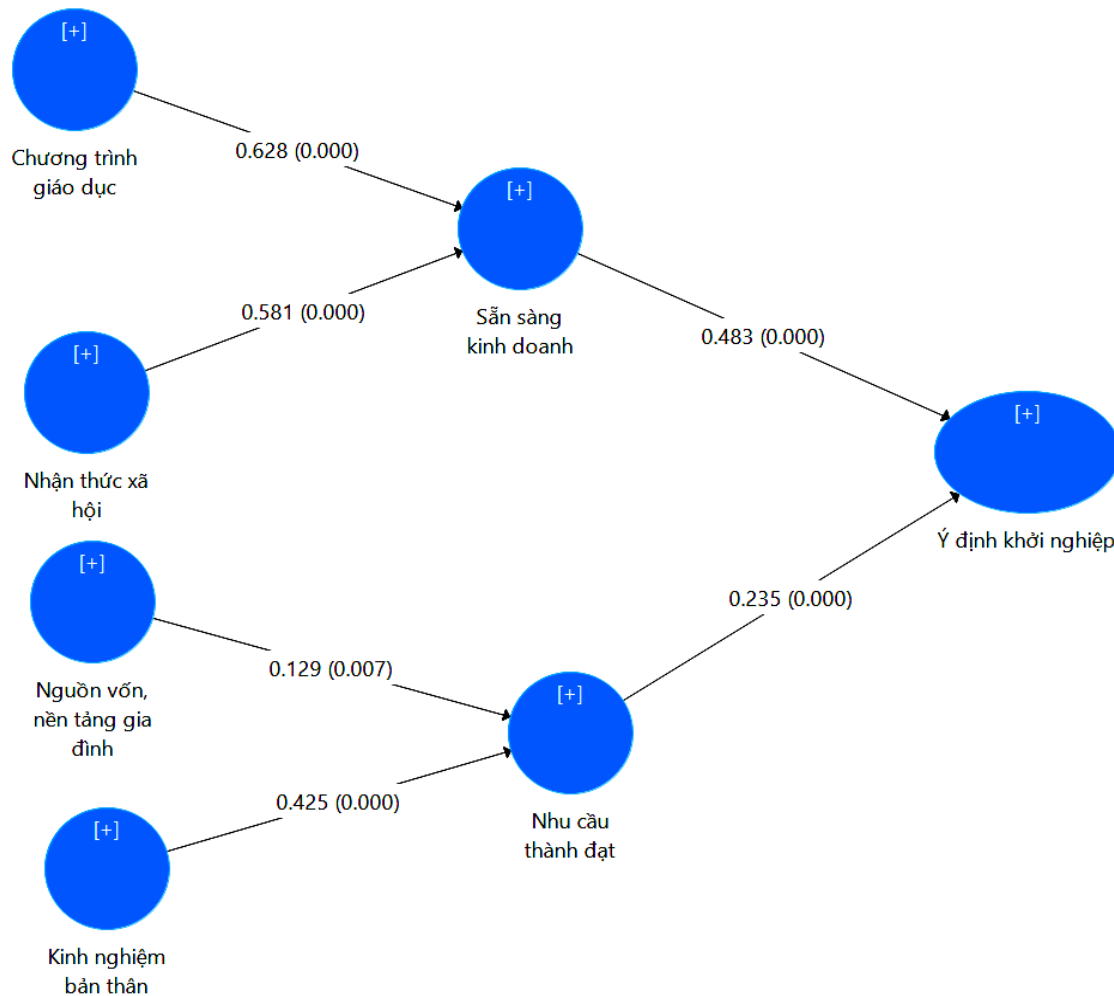 [+]
Chương trình
giáo dục
0.628 (0.000)
[+]
Sẵn sàng
kinh doanh
0.581 (0.000)
[+]
Nhận thức xã
hội
0.483 (0.000)
[+]
Ý định khởi nghiệp
[+]
Nguồn vốn,
nền tảng gia
đình
0.129 (0.007)
0.235 (0.000)
[+]
Nhu cầu
thành đạt
0.425 (0.000)
[+]
Kinh nghiệm
bản thân